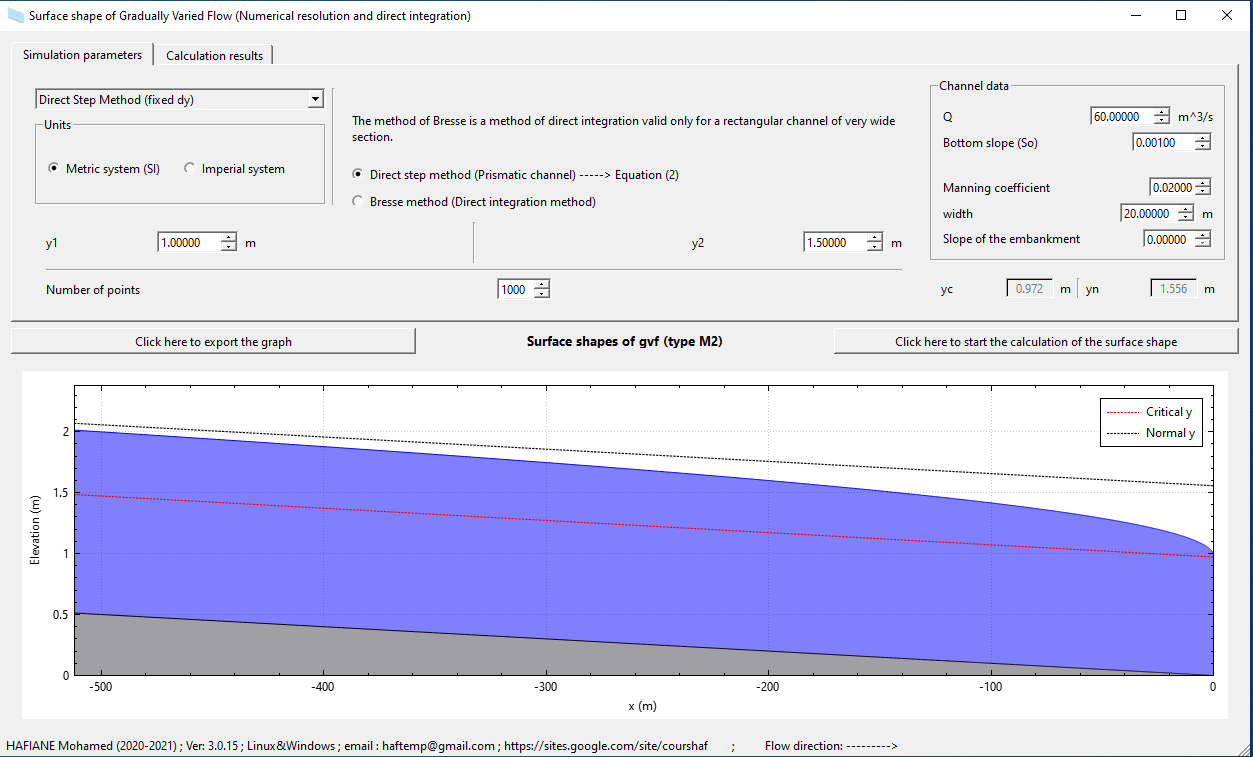 Surface shape of Gradually Varied Flow (Numerical resolution and direct integration)
Simulation parameters
Calculation results
Direct Step Method (fixed dy)
Units
Metric system (SI)
Imperial system
The method of Bresse is a method of direct integration valid only for a rectangular channel of very wide
section.
Direct step method (Prismatic channel) -----> Equation (2)
Bresse method (Direct integration method)
Channel data
Q 60.00000 m^3/s
Bottom slope (So) 0.00100
Manning coefficient 0.02000
width 20.00000 m
Slope of the embankment 0.00000
y1 1.00000 m
y2 1.50000 m
Number of points 1000
yc 0.972 m yn 1.556 m
Click here to export the graph
Surface shapes of gvf (type M2)
Click here to start the calculation of the surface shape
Critical y
Normal y
Elevation (m)
2
1.5
1
0.5
0
-500 -400 -300 -200 -100 0
x (m)
HAFIANE Mohamed (2020-2021) ; Ver: 3.0.15 ; Linux&Windows ; email : haftemp@gmail.com ; https://sites.google.com/site/courshaf ; Flow direction: --------->